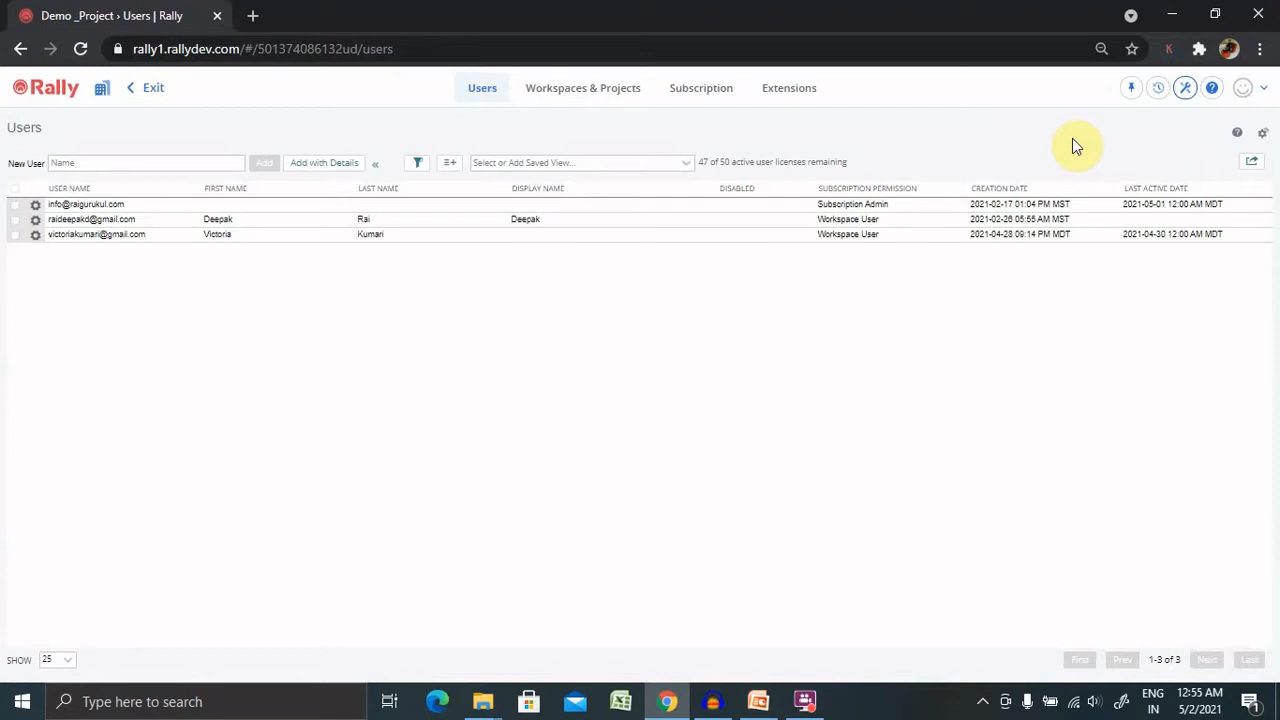 Demo _Project › Users | Rally
rally1.rallydev.com/#/501374086132ud/users
K
Rally
Exit
Users
Workspaces & Projects
Subscription
Extensions
Users
New User
Name
Add
Add with Details
Select or Add Saved View...
47 of 50 active user licenses remaining
USER NAME FIRST NAME LAST NAME DISPLAY NAME DISABLED SUBSCRIPTION PERMISSION CREATION DATE LAST ACTIVE DATE
info@raigurukul.com Subscription Admin 2021-02-17 01:04 PM MST 2021-05-01 12:00 AM MDT
raideepakd@gmail.com Deepak Rai Deepak Workspace User 2021-02-26 05:55 AM MST
victoriakumari@gmail.com Victoria Kumari Workspace User 2021-04-28 09:14 PM MDT 2021-04-30 12:00 AM MDT
SHOW 25 First Prev 1-3 of 3 Next Last
Type here to search
ENG
IN
12:55 AM
5/2/2021
1